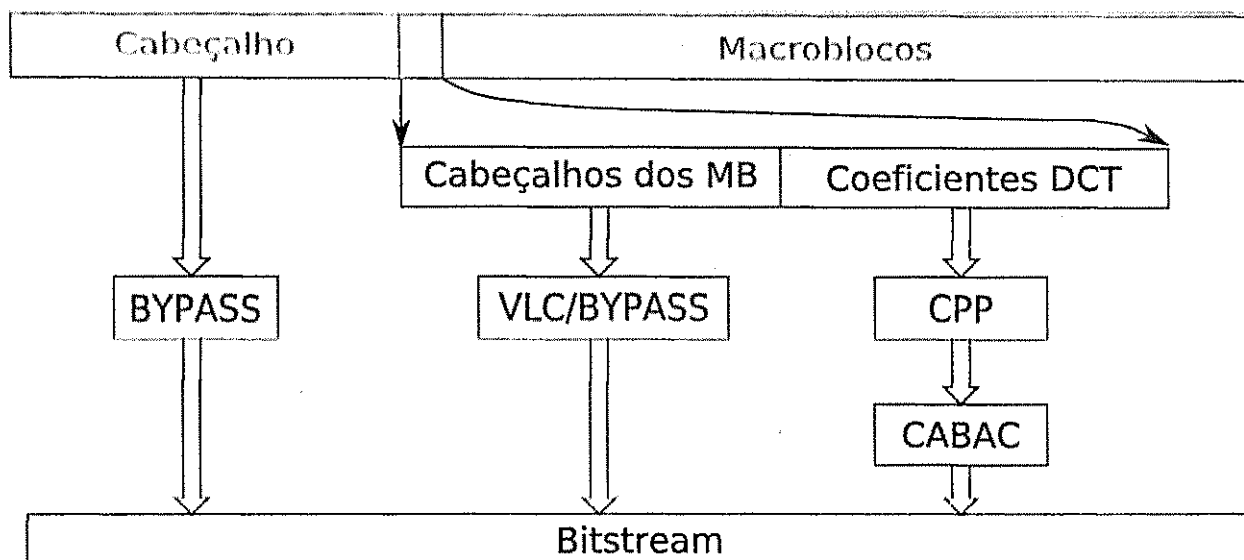 Cabeçalho
Macroblocos
Cabeçalhos dos MB
Coeficientes DCT
BYPASS
VLC/BYPASS
CPP
CABAC
Bitstream